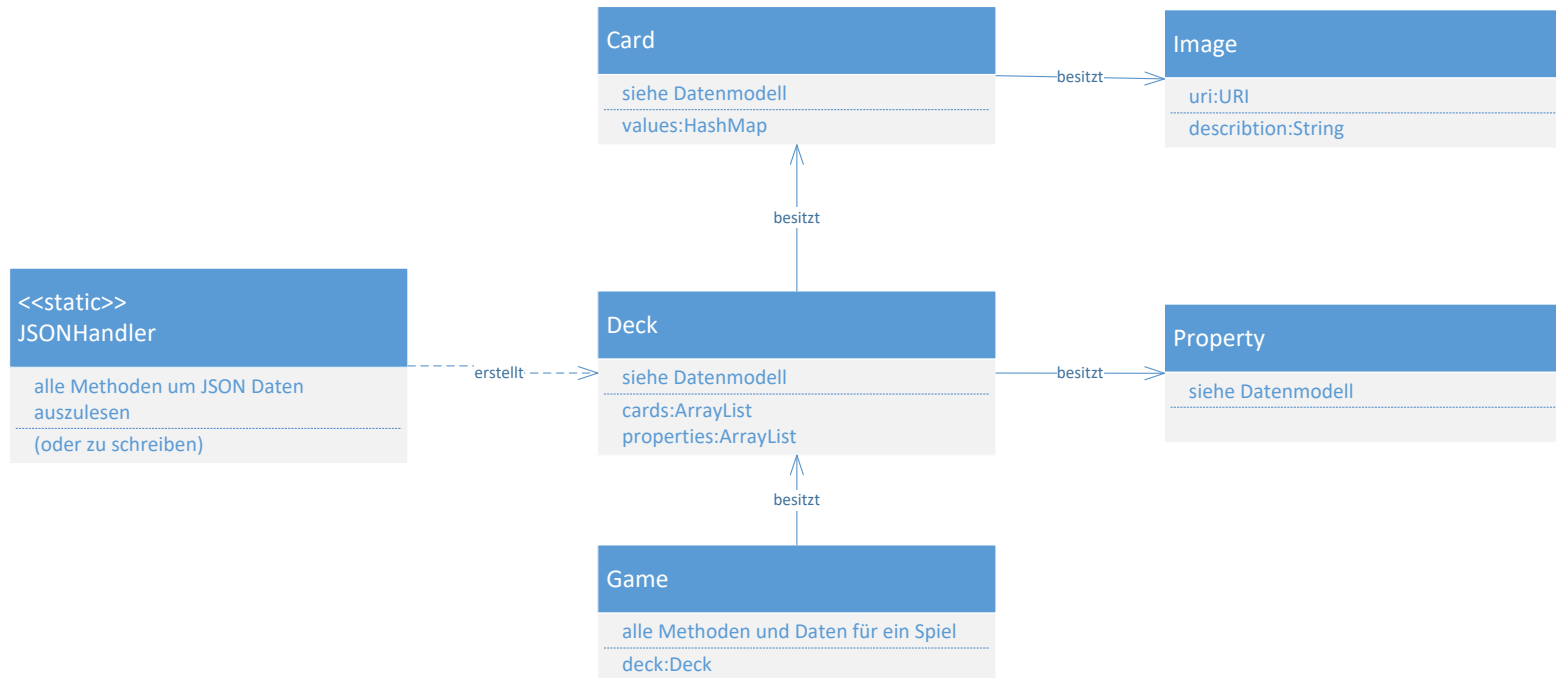 Card
siehe Datenmodell
values:HashMap
besitzt
Image
uri:URI
describtion:String
besitzt
<<static>>
JSONHandler
alle Methoden um JSON Daten
auszulesen
(oder zu schreiben)
erstellt
Deck
siehe Datenmodell
cards:ArrayList
properties:ArrayList
besitzt
Property
siehe Datenmodell
besitzt
Game
alle Methoden und Daten für ein Spiel
deck:Deck